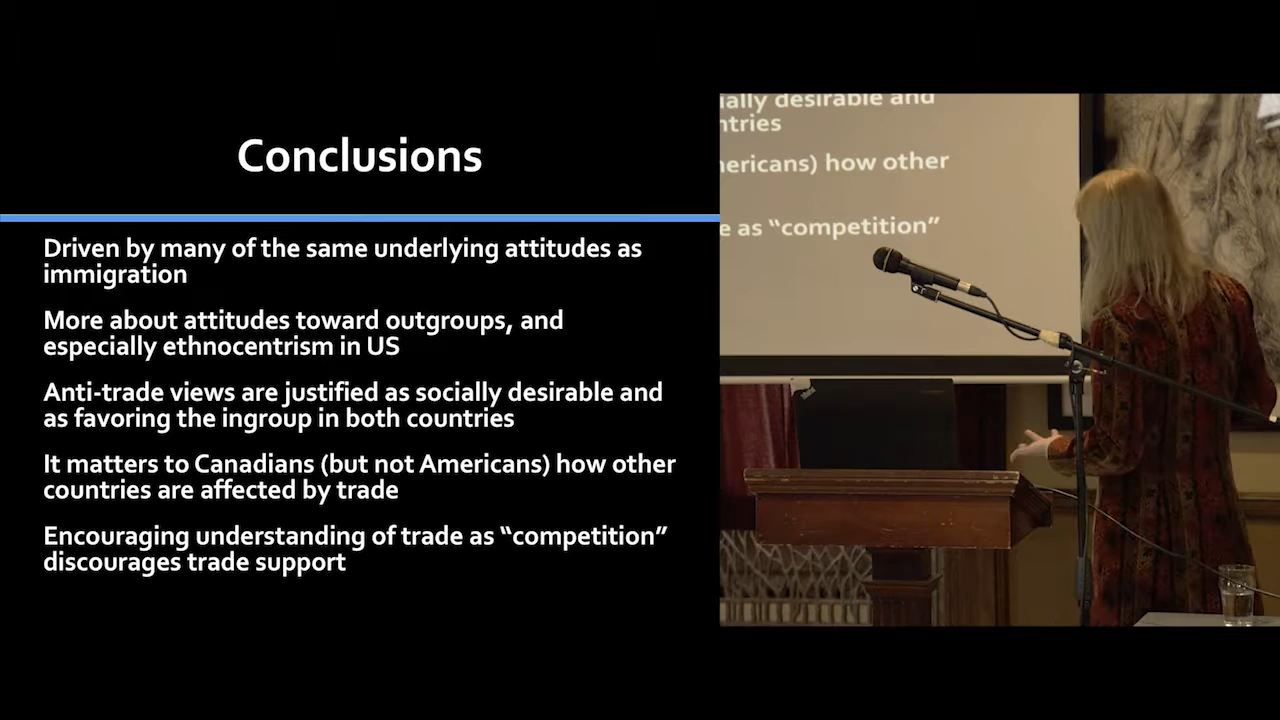 Conclusions
Driven by many of the same underlying attitudes as
immigration
More about attitudes toward outgroups, and
especially ethnocentrism in US
Anti-trade views are justified as socially desirable and
as favoring the ingroup in both countries
It matters to Canadians (but not Americans) how other
countries are affected by trade
Encouraging understanding of trade as “competition”
discourages trade support
ially desirable and
ntries
nericans) how other
e as “competition”